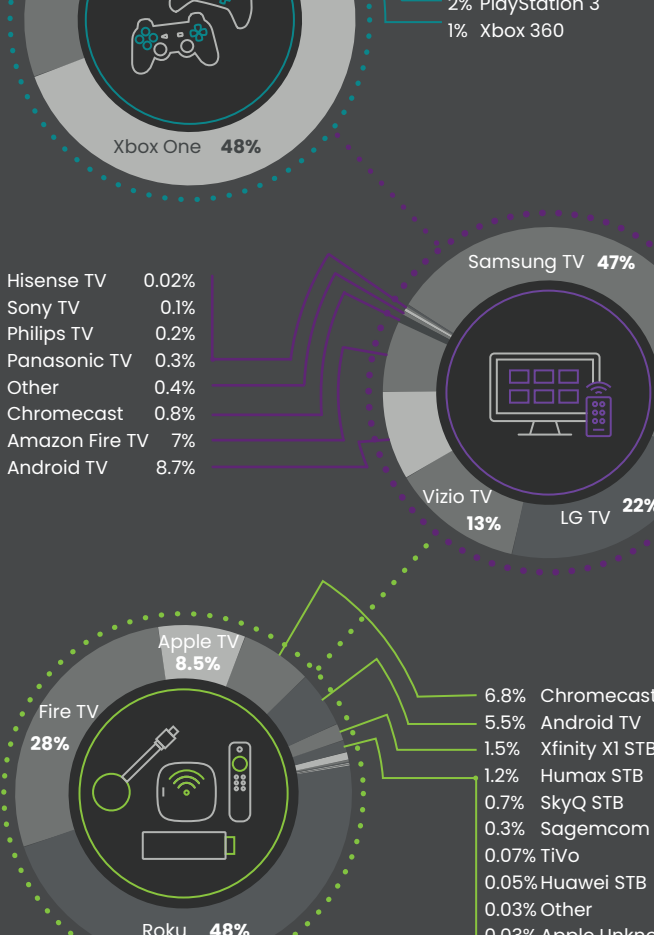 2% PlayStation 3
1% Xbox 360
Xbox One 48%
Samsung TV 47%
Hisense TV 0.02%
Sony TV 0.1%
Philips TV 0.2%
Panasonic TV 0.3%
Other 0.4%
Chromecast 0.8%
Amazon Fire TV 7%
Android TV 8.7%
Vizio TV
13%
LG TV 22%
Apple TV
8.5%
Fire TV
28%
6.8% Chromecast
5.5% Android TV
1.5% Xfinity X1 STB
1.2% Humax STB
0.7% SkyQ STB
0.3% Sagemcom
0.07% TiVo
0.05% Huawei STB
0.03% Other
0.03% Apple
Roku 48%